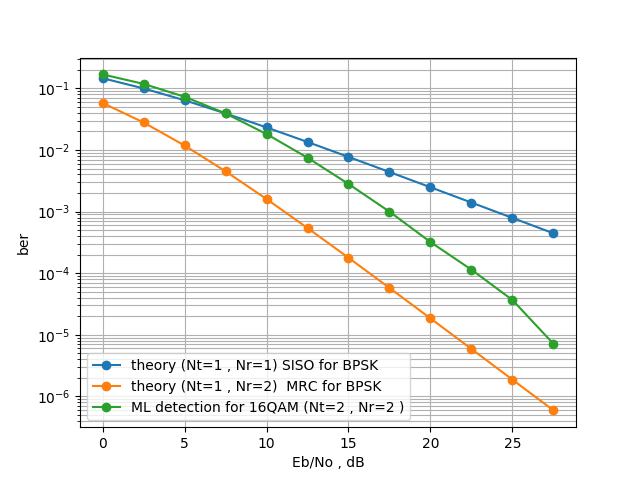 10⁻¹
10⁻²
10⁻³
10⁻⁴
10⁻⁵
10⁻⁶
ber
theory (Nt=1 , Nr=1) SISO for BPSK
theory (Nt=1 , Nr=2)  MRC for BPSK
ML detection for 16QAM (Nt=2 , Nr=2 )
0 5 10 15 20 25
Eb/No , dB